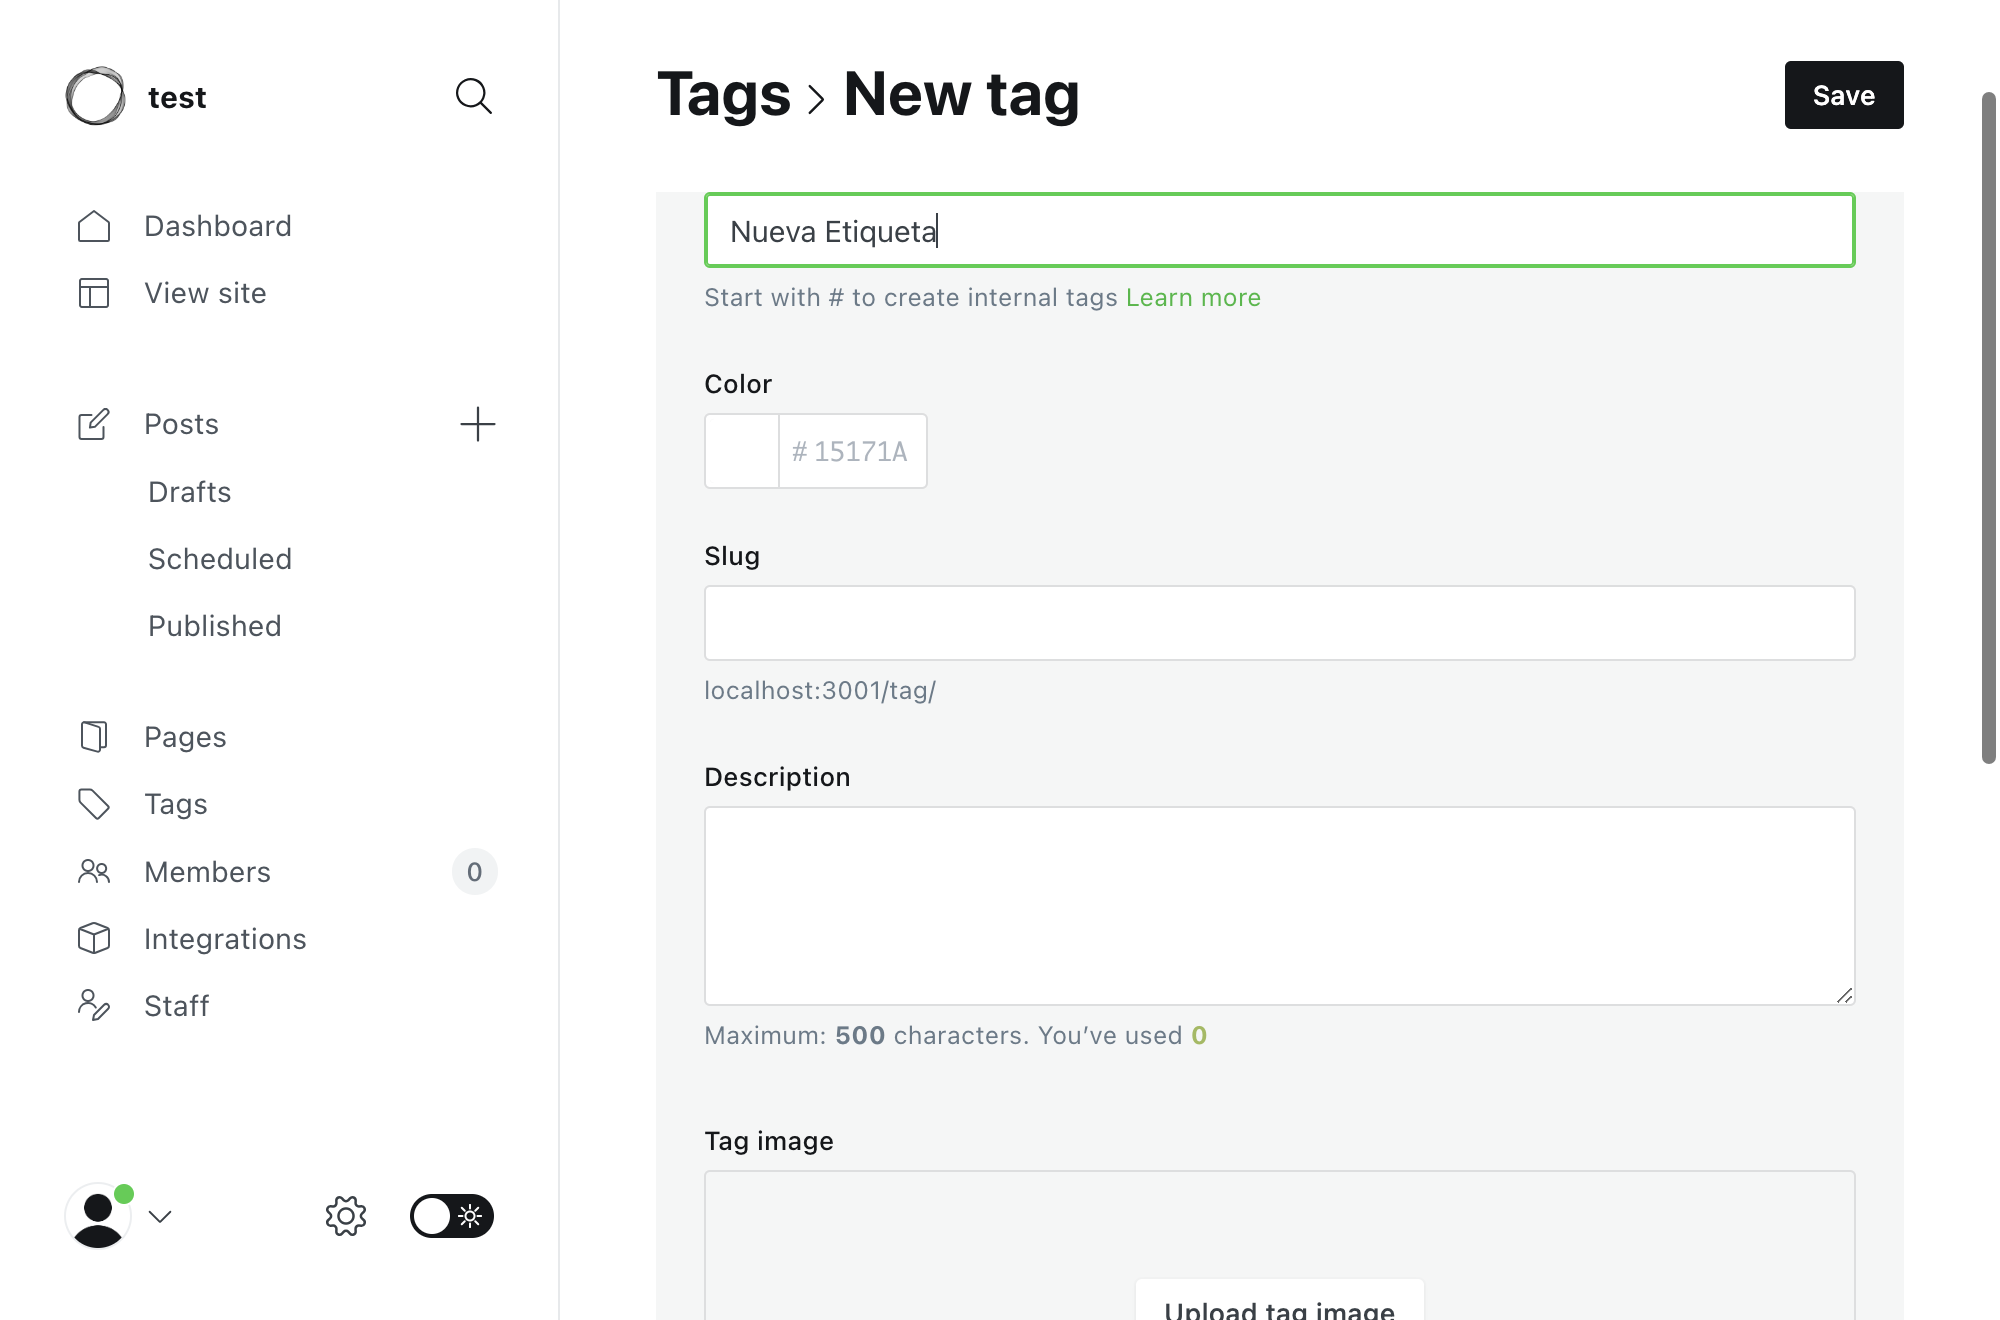 test
Dashboard
View site
Posts
Drafts
Scheduled
Published
Pages
Tags
Members 0
Integrations
Staff
Tags > New tag
Save
Nueva Etiqueta
Start with # to create internal tags Learn more
Color
# 15171A
Slug
localhost:3001/tag/
Description
Maximum: 500 characters. You’ve used 0
Tag image
Upload tag image